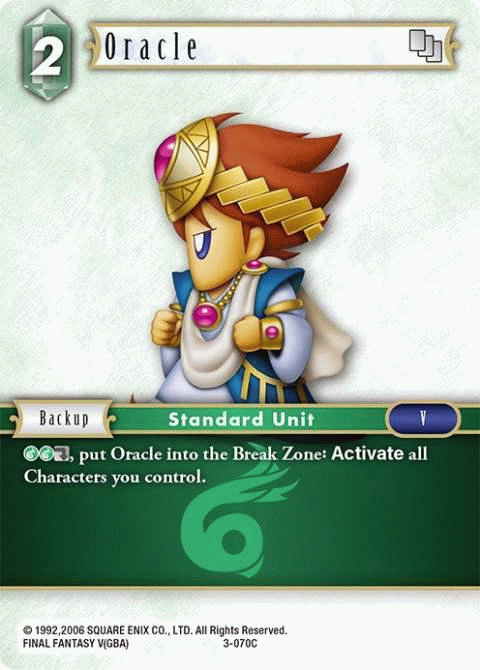 2
Oracle
Backup
Standard Unit
V
, put Oracle into the Break Zone: Activate all
Characters you control.
© 1992,2006 SQUARE ENIX CO., LTD. All Rights Reserved.
FINAL FANTASY V(GBA) 3-070C